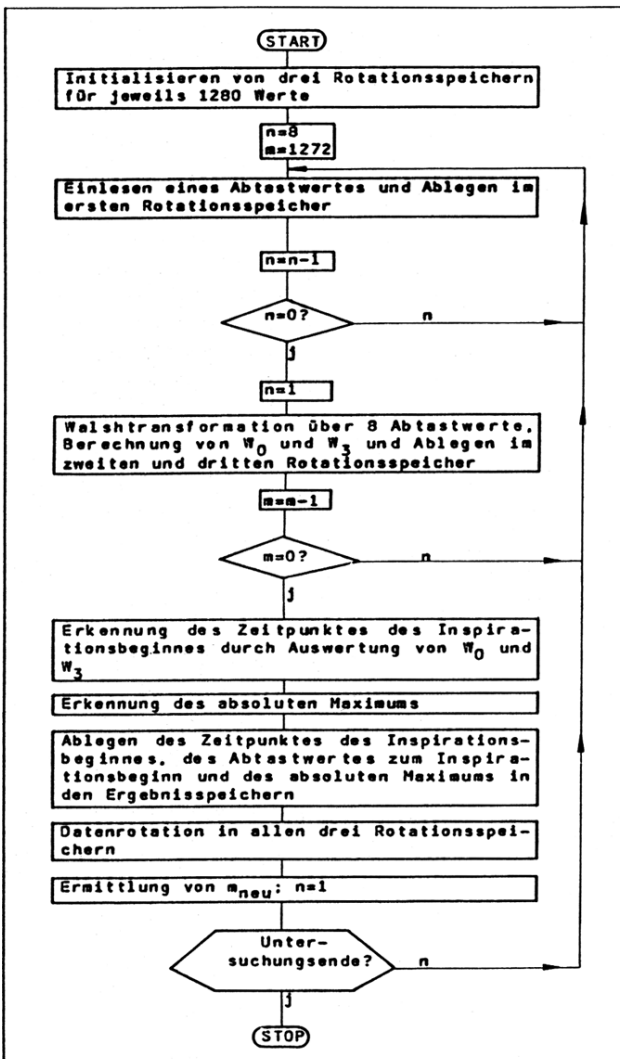 START
Initialisieren von drei Rotationsspeichern
für jeweils 1280 Werte
n=8
m=1272
Einlesen eines Abtastwertes und Ablegen im
ersten Rotationsspeicher
n=n-1
n=0?
n
j
n=1
Walshtransformation über 8 Abtastwerte,
Berechnung von W0 und W3 und Ablegen im
zweiten und dritten Rotationsspeicher
m=m-1
m=0?
n
j
Erkennung des Zeitpunktes des Inspira-
tionsbeginnes durch Auswertung von W0 und
W3
Erkennung des absoluten Maximums
Ablegen des Zeitpunktes des Inspirations-
beginnes, des Abtastwertes zum Inspira-
tionsbeginn und des absoluten Maximums in
den Ergebnisspeichern
Datenrotation in allen drei Rotationsspei-
chern
Ermittlung von mneu; n=1
Unter-
suchungsende?
n
j
STOP